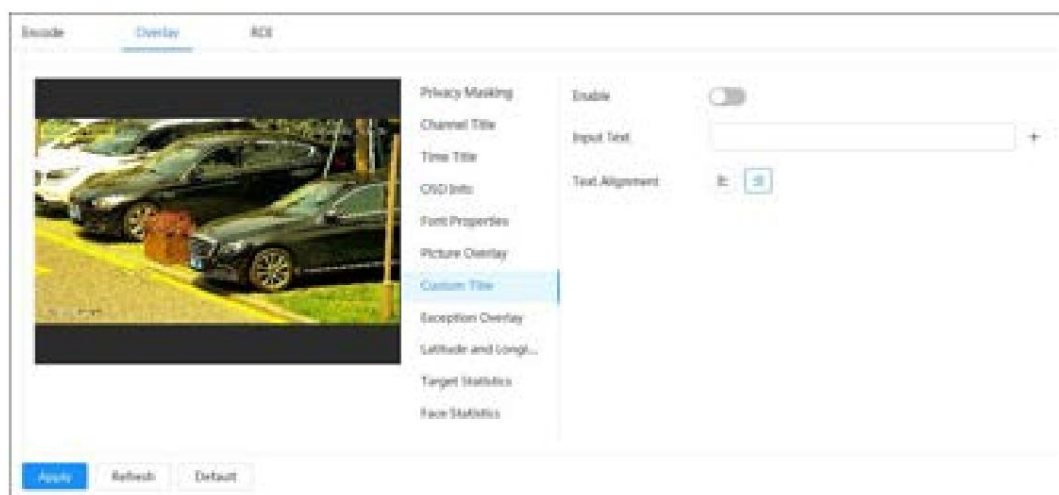 Encode Overlay ROI
Privacy Masking
Channel Title
Time Title
OSD Info
Font Properties
Picture Overlay
Custom Title
Exception Overlay
Latitude and Longi...
Target Statistics
Face Statistics
Enable
Input Text
+
Text Alignment
Apply Refresh Default